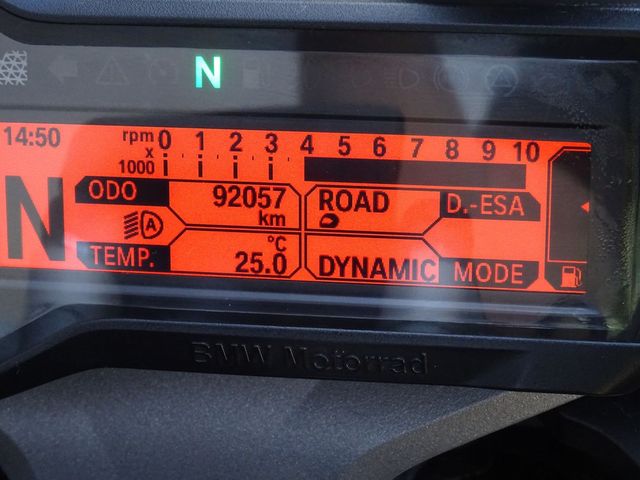 N
14:50 rpm x 1000 0 1 2 3 4 5 6 7 8 9 10
N
ODO 92057 km
ROAD D.-ESA
A
TEMP. °C 25.0
DYNAMIC MODE
BMW Motorrad